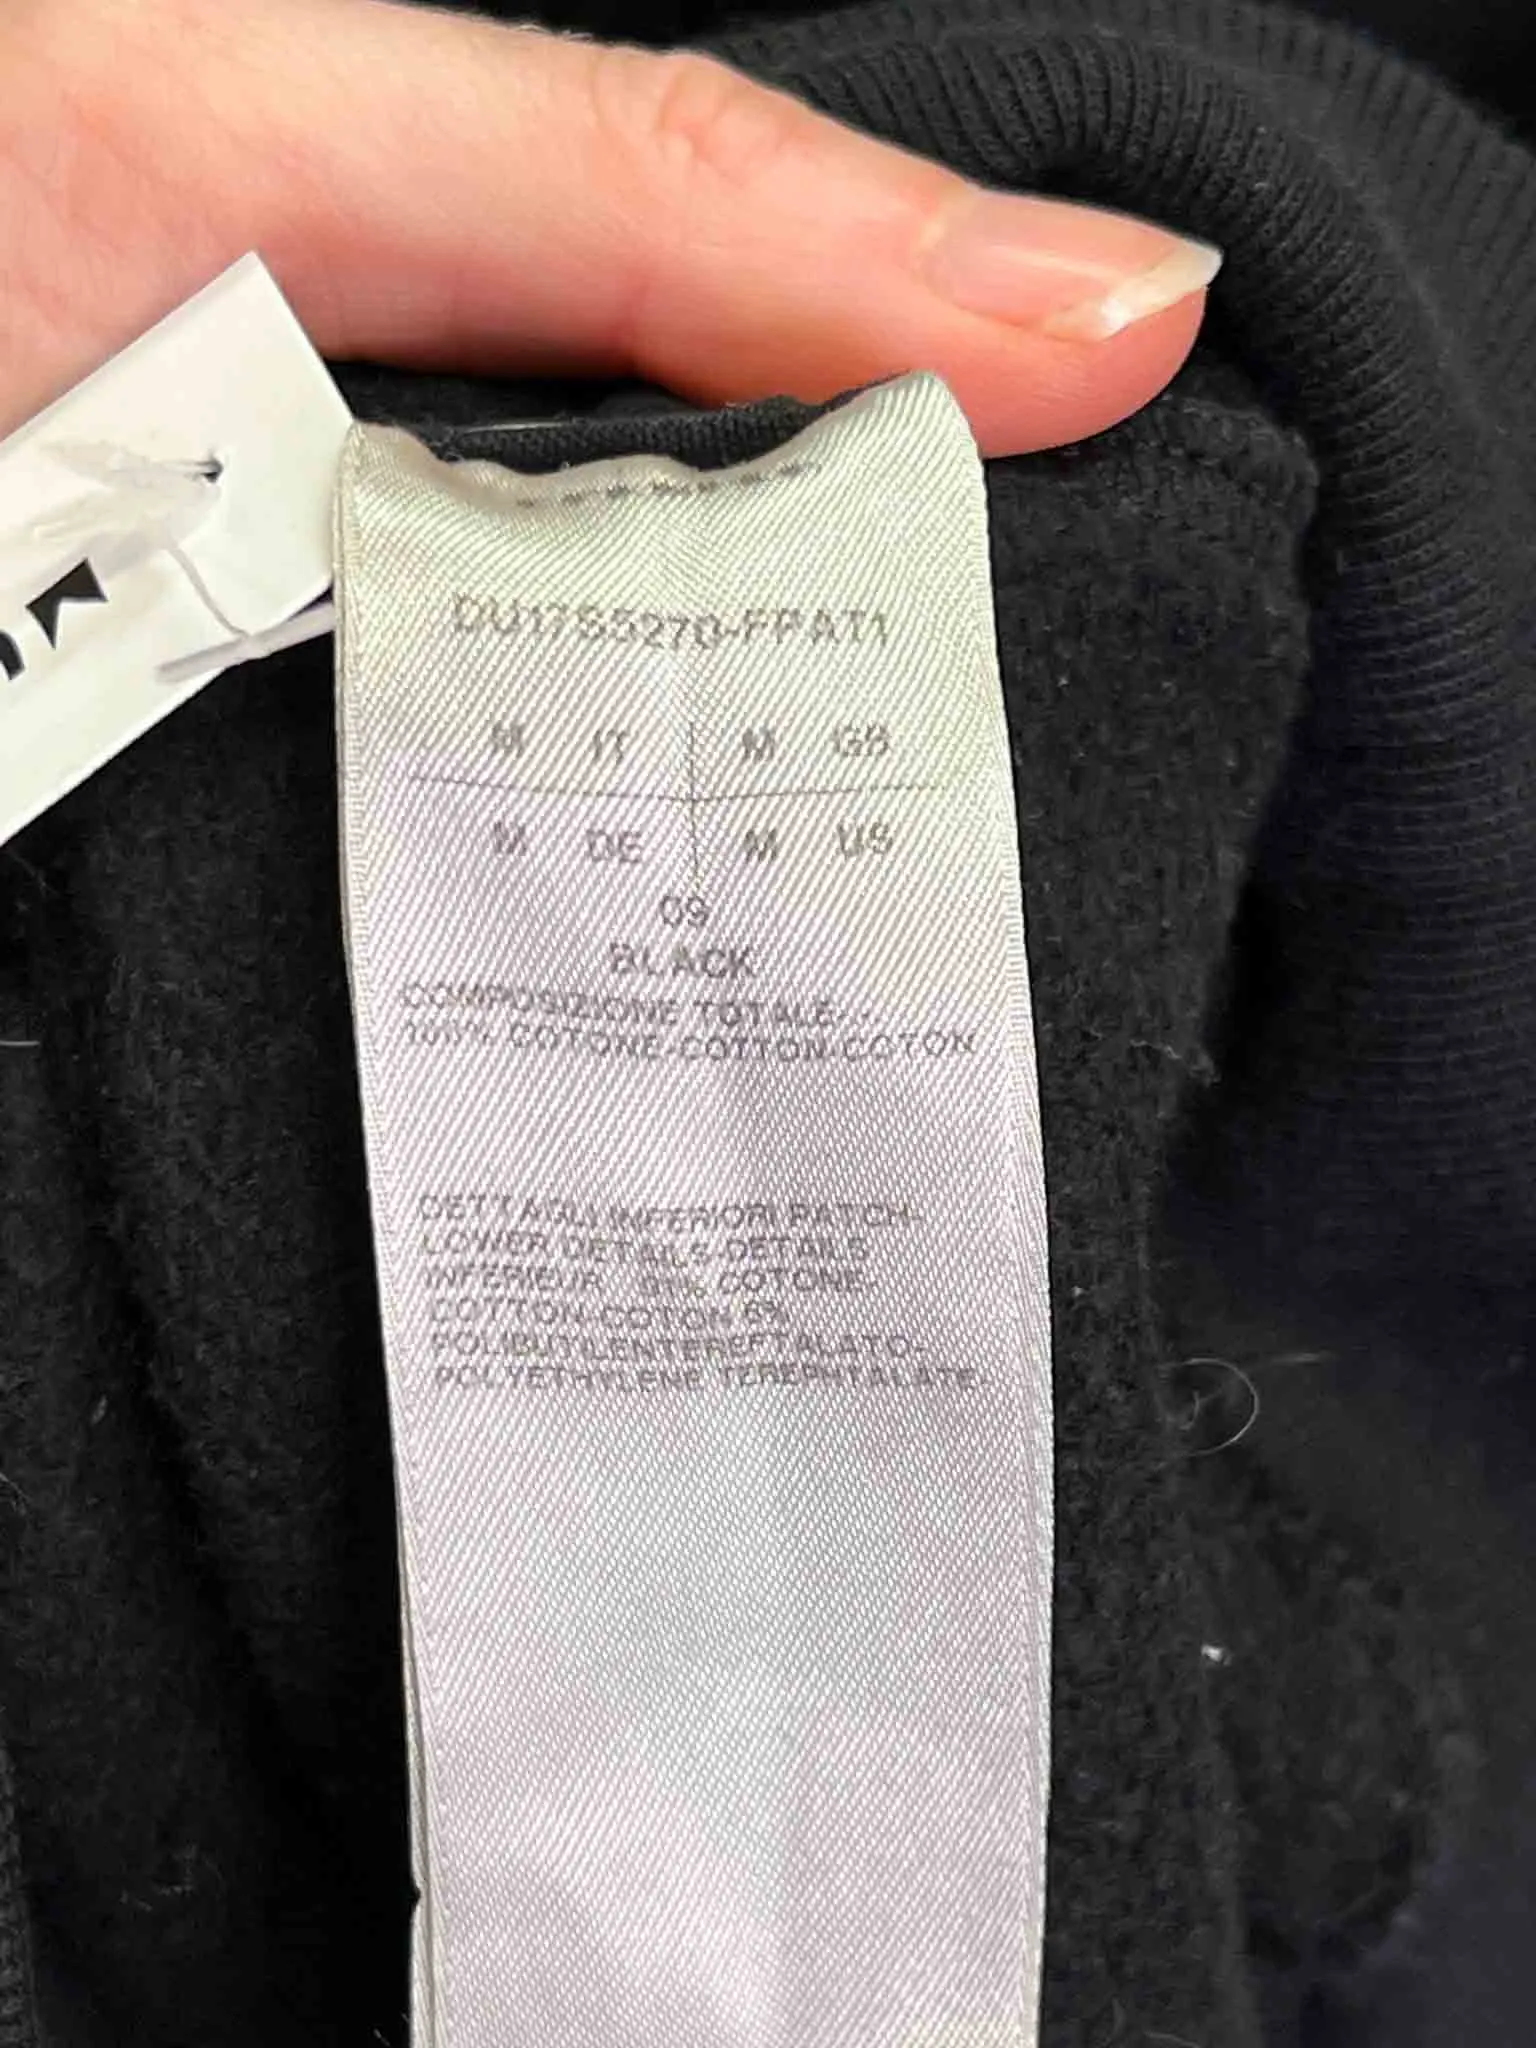 DU17S5270-FPAT1
M IT M GB
M DE M US
09
BLACK
COMPOSIZIONE TOTALE-
100% COTONE-COTTON-COTON
DETTAGLI INFERIORI PATCH-
LOWER DETAILS-DETAILS
INFERIEUR COTONE-
COTTON-COTON 6%
POLIBUTILENTEREFTALATO-
POLYETHYLENE TEREPHTALATE